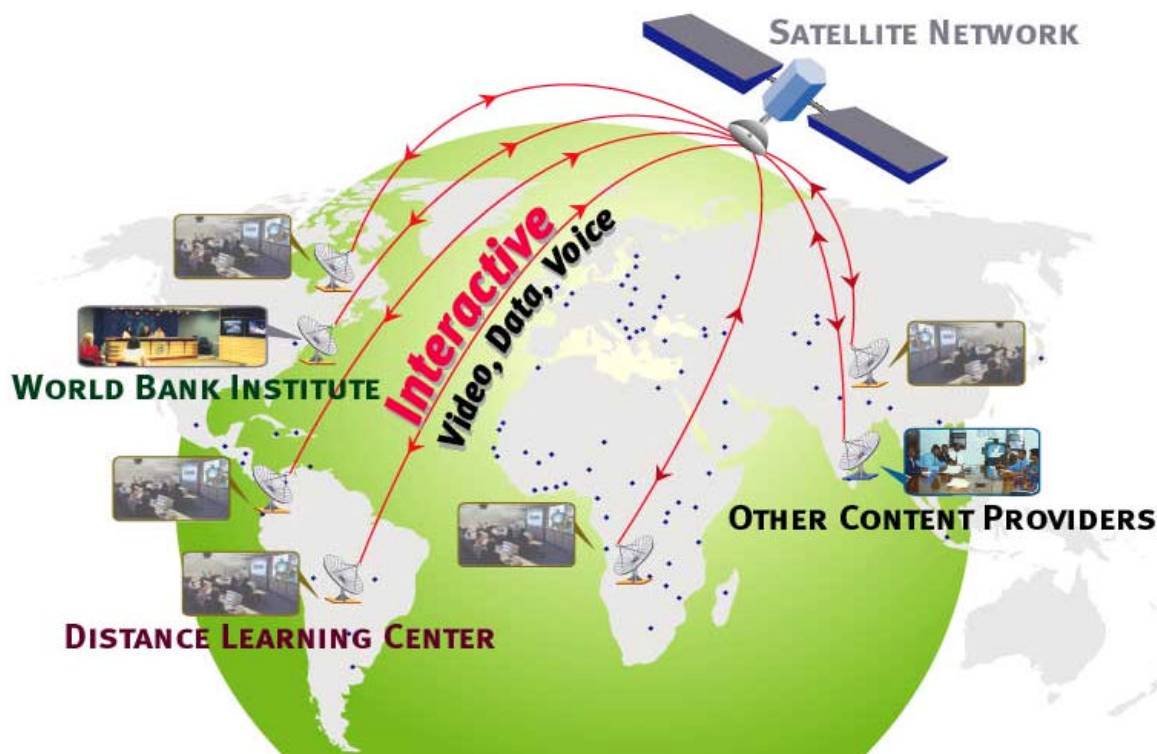 SATELLITE NETWORK
Interactive
Video, Data, Voice
WORLD BANK INSTITUTE
OTHER CONTENT PROVIDERS
DISTANCE LEARNING CENTER